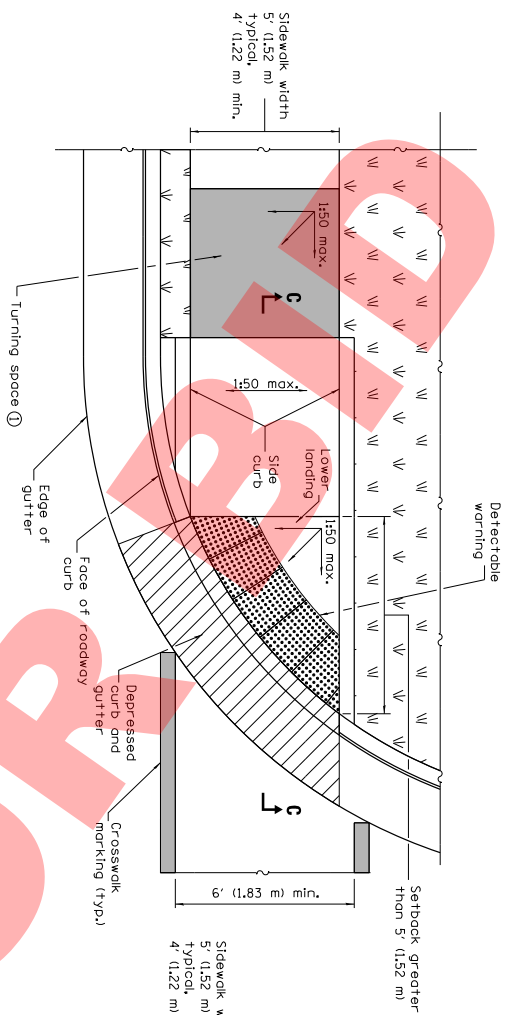 Sidewalk width
5' (1.52 m)
typical,
4' (1.22 m) min.
1:50 max.
C
Turning space ①
1:50 max.
Side
curb
Lower
landing
1:50 max.
Detectable
warning
Edge of
gutter
Face of roadway
curb
Depressed
curb and
gutter
Crosswalk
marking (typ.)
C
Setback greater
than 5' (1.52 m)
6' (1.83 m) min.
Sidewalk w
5' (1.52 m)
typical,
4' (1.22 m)
OR BID